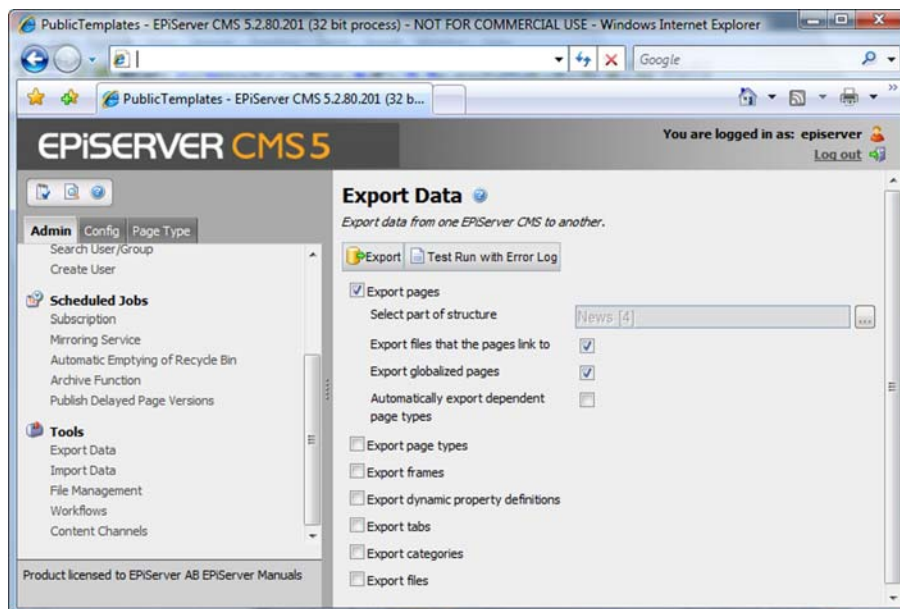 PublicTemplates - EPiServer CMS 5.2.80.201 (32 bit process) - NOT FOR COMMERCIAL USE - Windows Internet Explorer
Google
PublicTemplates - EPiServer CMS 5.2.80.201 (32 b...
EPiSERVER CMS 5
You are logged in as: episerver
Log out
Admin Config Page Type
Search User/Group
Create User
Scheduled Jobs
Subscription
Mirroring Service
Automatic Emptying of Recycle Bin
Archive Function
Publish Delayed Page Versions
Tools
Export Data
Import Data
File Management
Workflows
Content Channels
Product licensed to EPiServer AB EPiServer Manuals
Export Data
Export data from one EPiServer CMS to another.
Export Test Run with Error Log
Export pages
Select part of structure News [4] ...
Export files that the pages link to
Export globalized pages
Automatically export dependent
page types
Export page types
Export frames
Export dynamic property definitions
Export tabs
Export categories
Export files